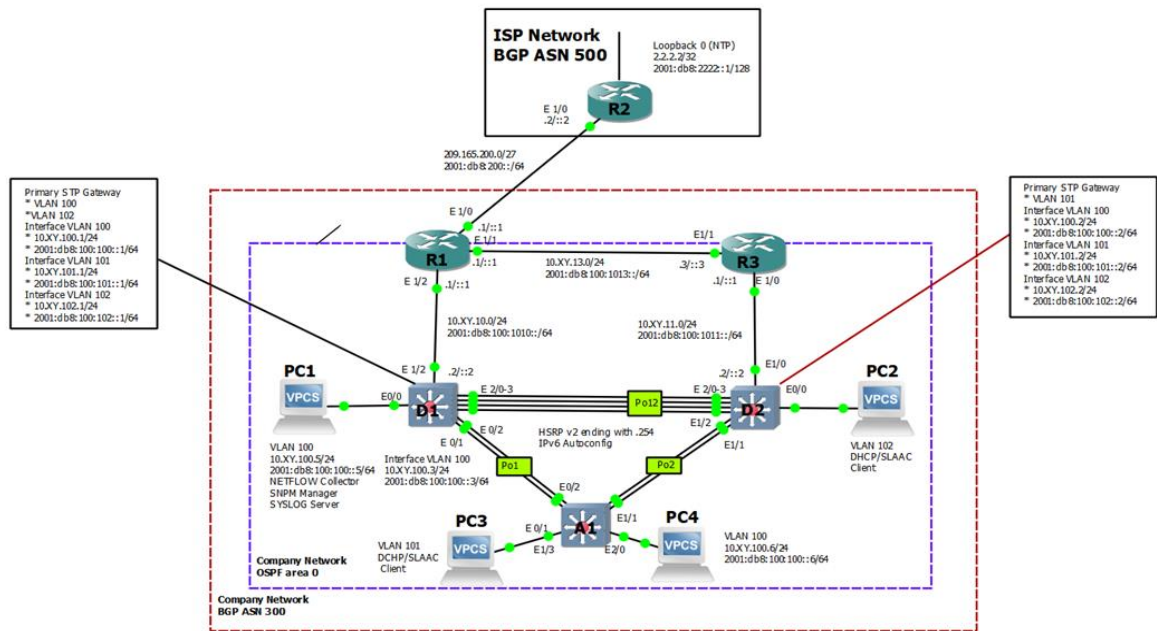 ISP Network
BGP ASN 500
Loopback 0 (NTP)
2.2.2.2/32
2001:db8:2222::1/128
E 1/0
.2/::2
R2
209.165.200.0/27
2001:db8:200::/64
Primary STP Gateway
* VLAN 100
*VLAN 102
Interface VLAN 100
* 10.XY.100.1/24
* 2001:db8:100:100::1/64
Interface VLAN 101
* 10.XY.101.1/24
* 2001:db8:100:101::1/64
Interface VLAN 102
* 10.XY.102.1/24
* 2001:db8:100:102::1/64
Primary STP Gateway
* VLAN 101
Interface VLAN 100
* 10.XY.100.2/24
* 2001:db8:100:100::2/64
Interface VLAN 101
* 10.XY.101.2/24
* 2001:db8:100:101::2/64
Interface VLAN 102
* 10.XY.102.2/24
* 2001:db8:100:102::2/64
E 1/0
.1/::1
R1
E 1/1
.1/::1
10.XY.13.0/24
2001:db8:100:1013::/64
E1/1
.3/::3
R3
E 1/2
.1/::1
.1/::1
E 1/0
10.XY.10.0/24
2001:db8:100:1010::/64
10.XY.11.0/24
2001:db8:100:1011::/64
E 1/2
.2/::2
.2/::2
E1/0
PC1
VPCS
E0/0
D1
E 2/0-3
Po12
E 2/0-3
D2
E0/0
PC2
VPCS
HSRP v2 ending with .254
IPv6 Autoconfig
E 0/2
E 0/1
E1/2
E1/1
VLAN 100
10.XY.100.5/24
2001:db8:100:100::5/64
NETFLOW Collector
SNPM Manager
SYSLOG Server
Interface VLAN 100
10.XY.100.3/24
2001:db8:100:100::3/64
VLAN 102
DHCP/SLAAC
Client
Po1
Po2
E0/2
E 0/1
A1
E1/1
PC3
VPCS
E1/3
VLAN 101
DCHP/SLAAC
Client
E2/0
PC4
VPCS
VLAN 100
10.XY.100.6/24
2001:db8:100:100::6/64
Company Network
OSPF area 0
Company Network
BGP ASN 300